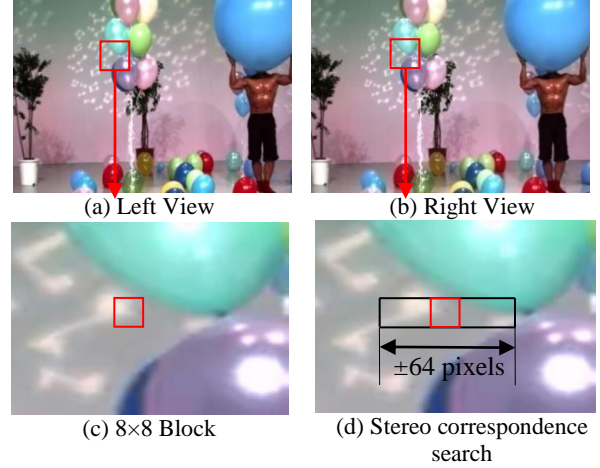 (a) Left View
(b) Right View
±64 pixels
(c) 8×8 Block
(d) Stereo correspondence
search